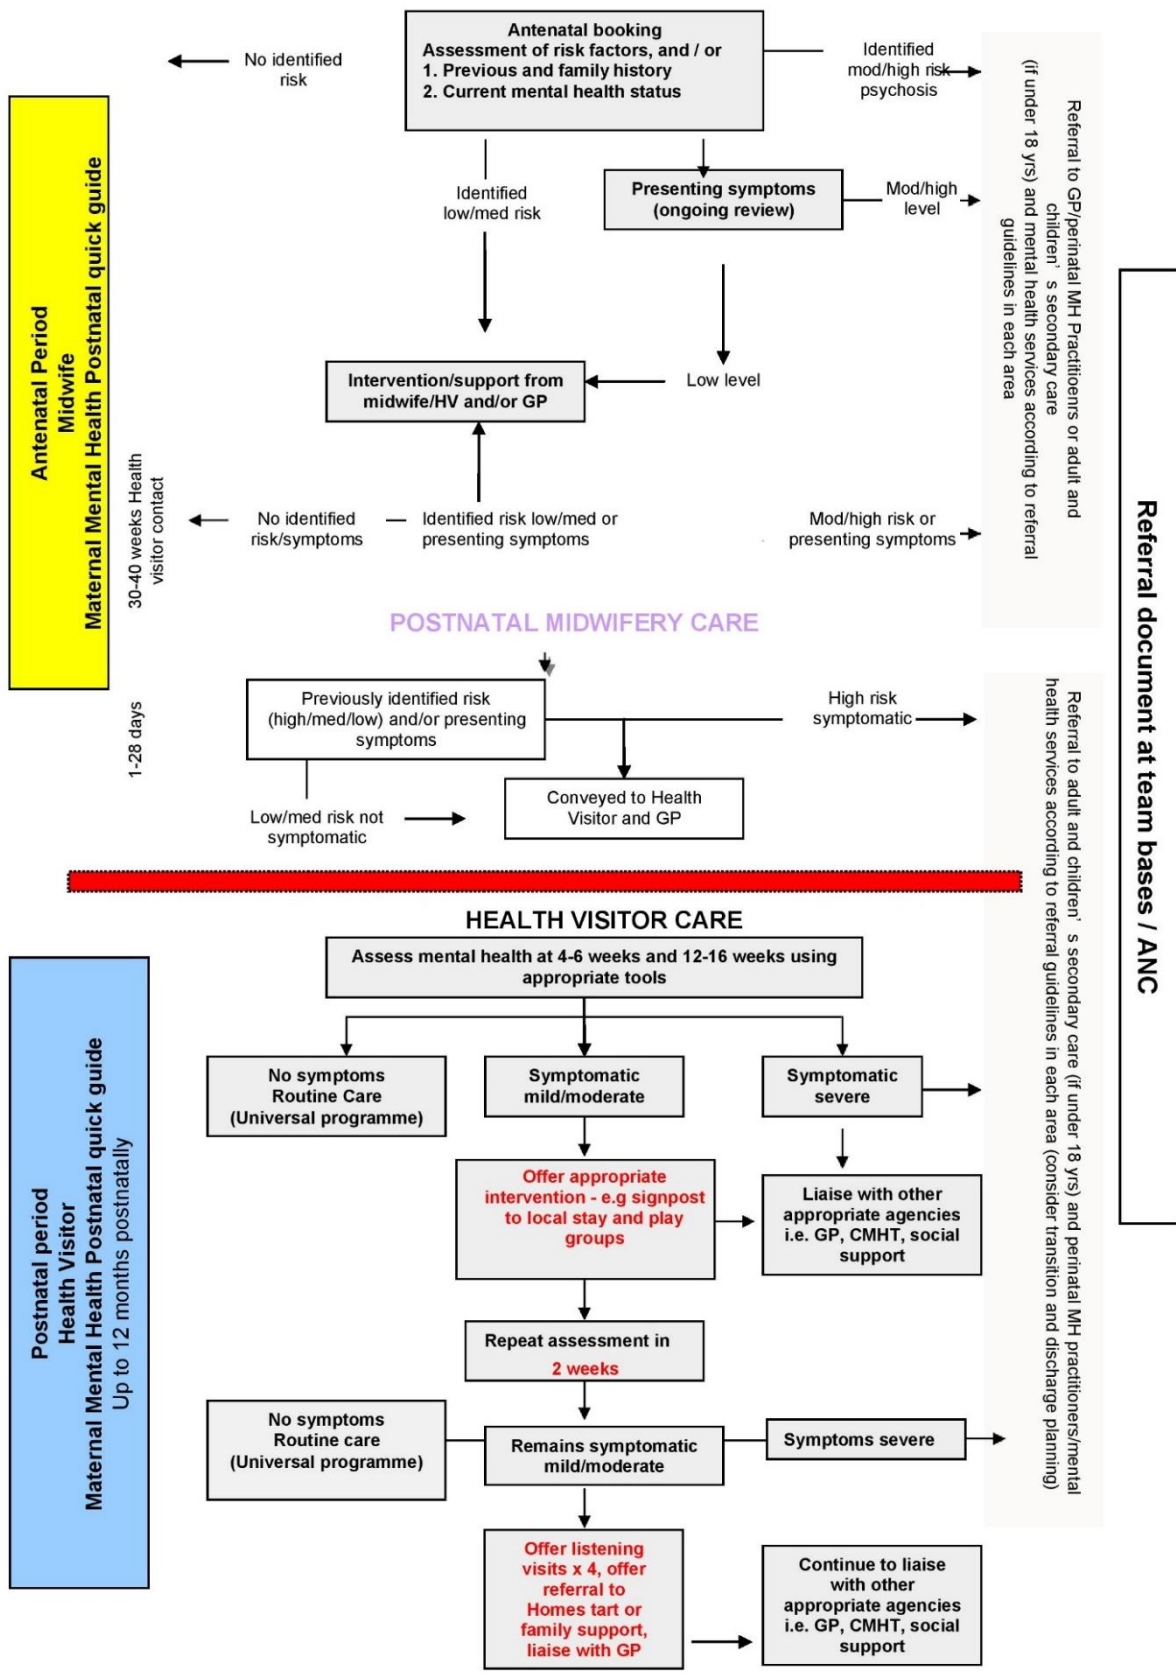 Antenatal booking
Assessment of risk factors, and / or
1. Previous and family history
2. Current mental health status
No identified
risk
Identified
mod/high risk
psychosis
Identified
low/med risk
Presenting symptoms
(ongoing review)
Mod/high
level
Intervention/support from
midwife/HV and/or GP
Low level
No identified
risk/symptoms
Identified risk low/med or
presenting symptoms
Mod/high risk or
presenting symptoms
Antenatal Period
Midwife
Maternal Mental Health Postnatal quick guide
30-40 weeks Health
visitor contact
1-28 days
Referral to GP/perinatal MH Practitioenrs or adult and
children’ s secondary care
(if under 18 yrs) and mental health services according to referral
guidelines in each area
Referral document at team bases / ANC
POSTNATAL MIDWIFERY CARE
Previously identified risk
(high/med/low) and/or presenting
symptoms
High risk
symptomatic
Low/med risk not
symptomatic
Conveyed to Health
Visitor and GP
Referral to adult and children’ s secondary care (if under 18 yrs) and perinatal MH practitioners/mental
health services according to referral guidelines in each area (consider transition and discharge planning)
HEALTH VISITOR CARE
Assess mental health at 4-6 weeks and 12-16 weeks using
appropriate tools
No symptoms
Routine Care
(Universal programme)
Symptomatic
mild/moderate
Symptomatic
severe
Offer appropriate
intervention - e.g signpost
to local stay and play
groups
Liaise with other
appropriate agencies
i.e. GP, CMHT, social
support
Repeat assessment in
2 weeks
No symptoms
Routine care
(Universal programme)
Remains symptomatic
mild/moderate
Symptoms severe
Offer listening
visits x 4, offer
referral to
Homes tart or
family support,
liaise with GP
Continue to liaise
with other
appropriate agencies
i.e. GP, CMHT, social
support
Postnatal period
Health Visitor
Maternal Mental Health Postnatal quick guide
Up to 12 months postnatally